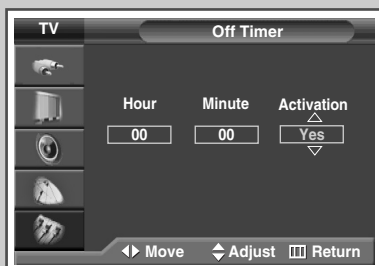 TV
Off Timer
Hour Minute Activation
00 00 Yes
Move Adjust Return